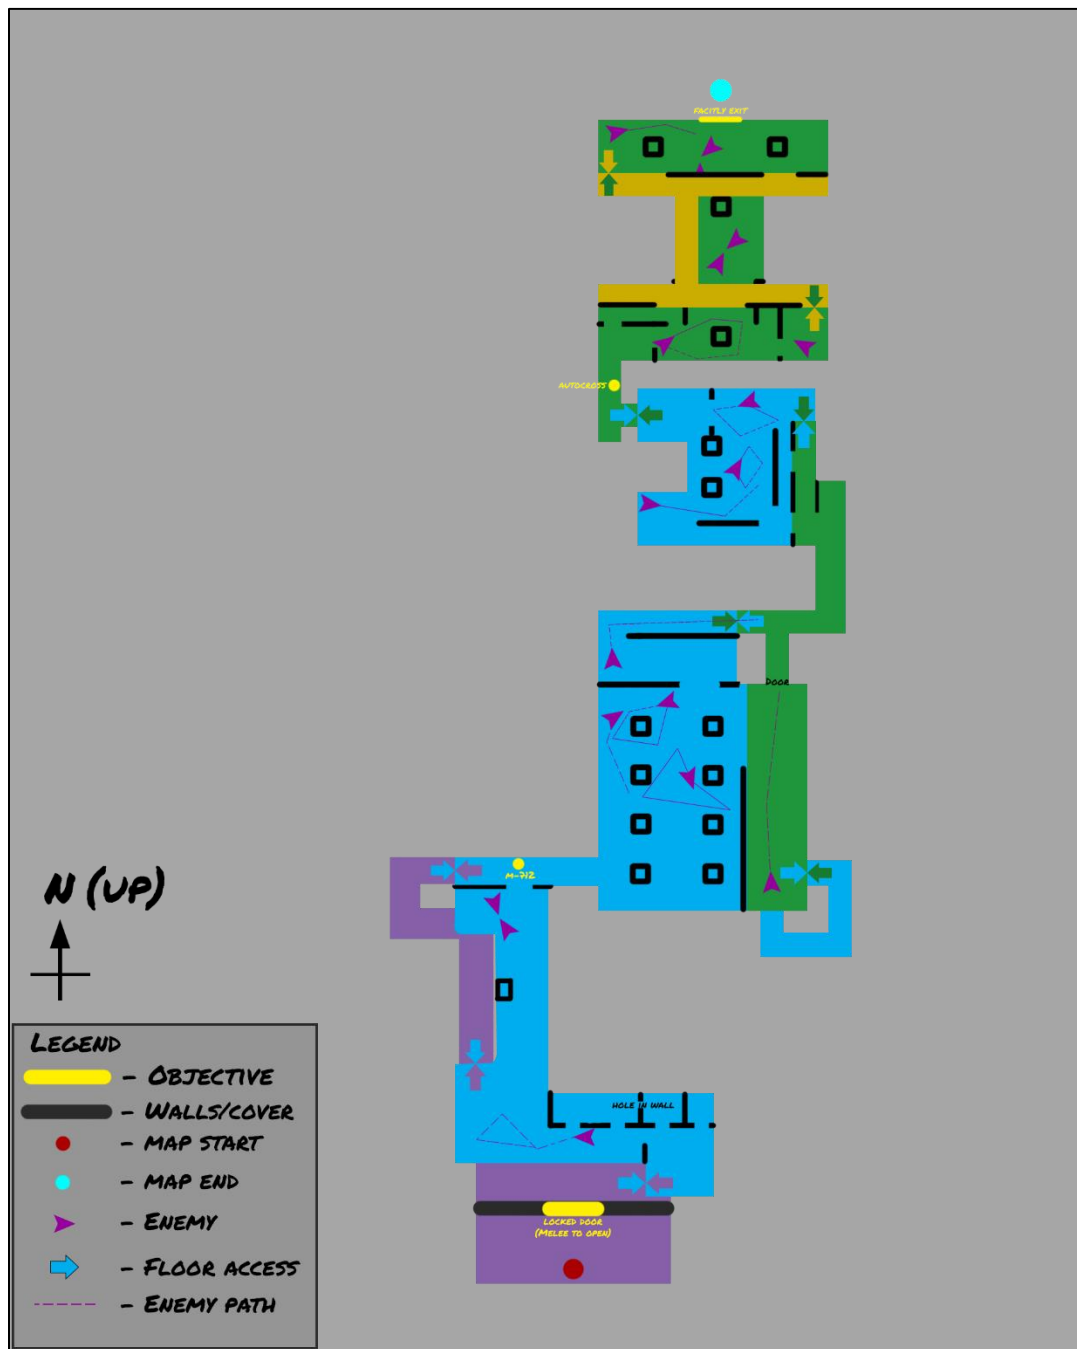 FACITLY EXIT
AUTOCROSS
DOOR
M-712
N (UP)
HOLE IN WALL
LOCKED DOOR
(MELEE TO OPEN)
LEGEND
- OBJECTIVE
- WALLS/COVER
- MAP START
- MAP END
- ENEMY
- FLOOR ACCESS
- ENEMY PATH